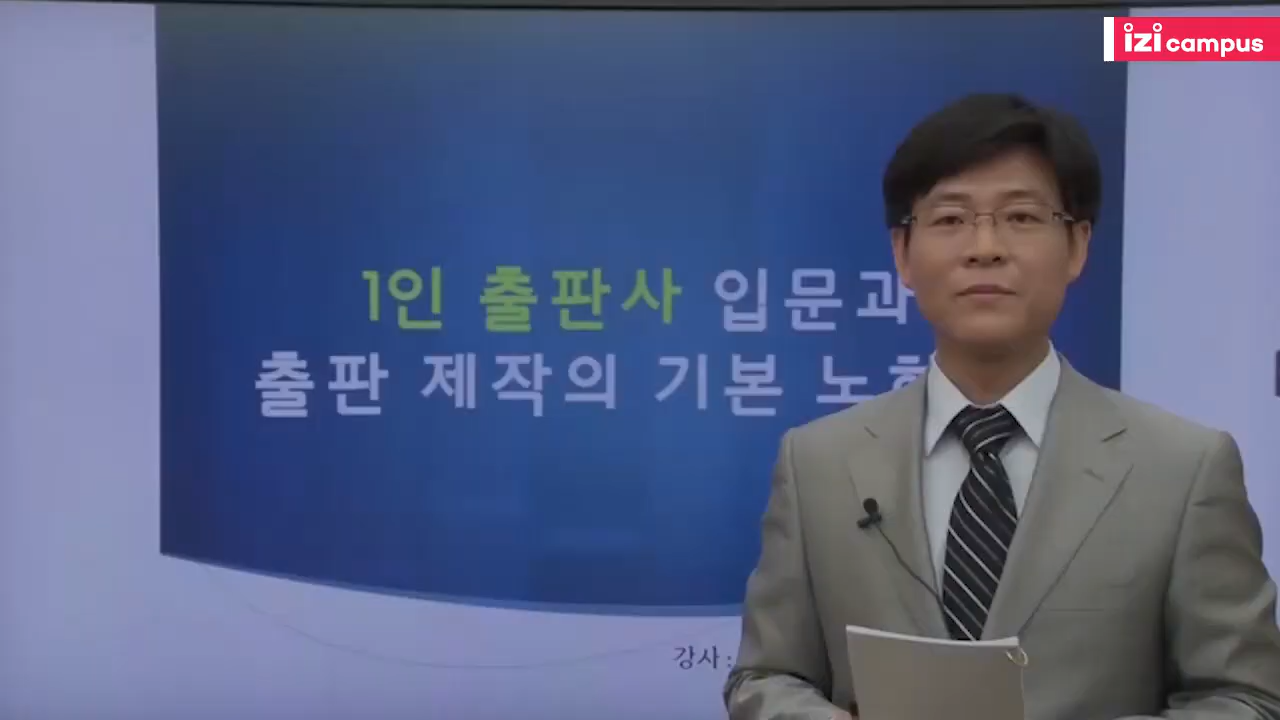 izi campus
1인 출판사 입문과
출판 제작의 기본
강사 :